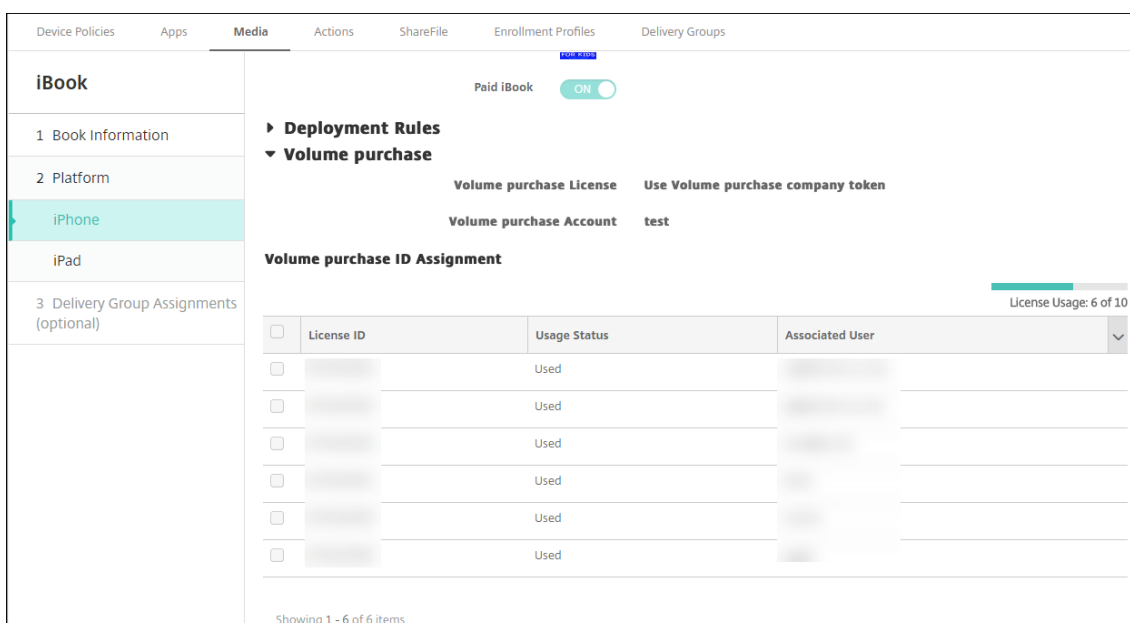 Device Policies Apps Media Actions ShareFile Enrollment Profiles Delivery Groups
FOR KIDS
iBook
Paid iBook ON
1 Book Information
2 Platform
iPhone
iPad
3 Delivery Group Assignments
(optional)
Deployment Rules
Volume purchase
Volume purchase License Use Volume purchase company token
Volume purchase Account test
Volume purchase ID Assignment
License Usage: 6 of 10
License ID Usage Status Associated User
Used
Used
Used
Used
Used
Used
Showing 1 - 6 of 6 items